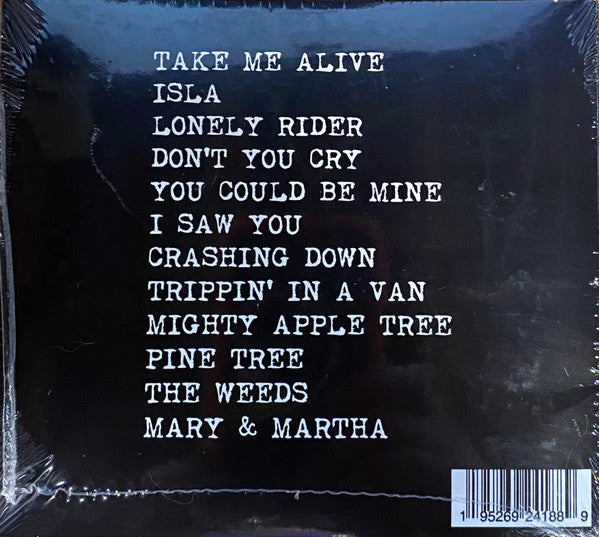 TAKE ME ALIVE
ISLA
LONELY RIDER
DON'T YOU CRY
YOU COULD BE MINE
I SAW YOU
CRASHING DOWN
TRIPPIN' IN A VAN
MIGHTY APPLE TREE
PINE TREE
THE WEEDS
MARY & MARTHA
1 95269 24188 9